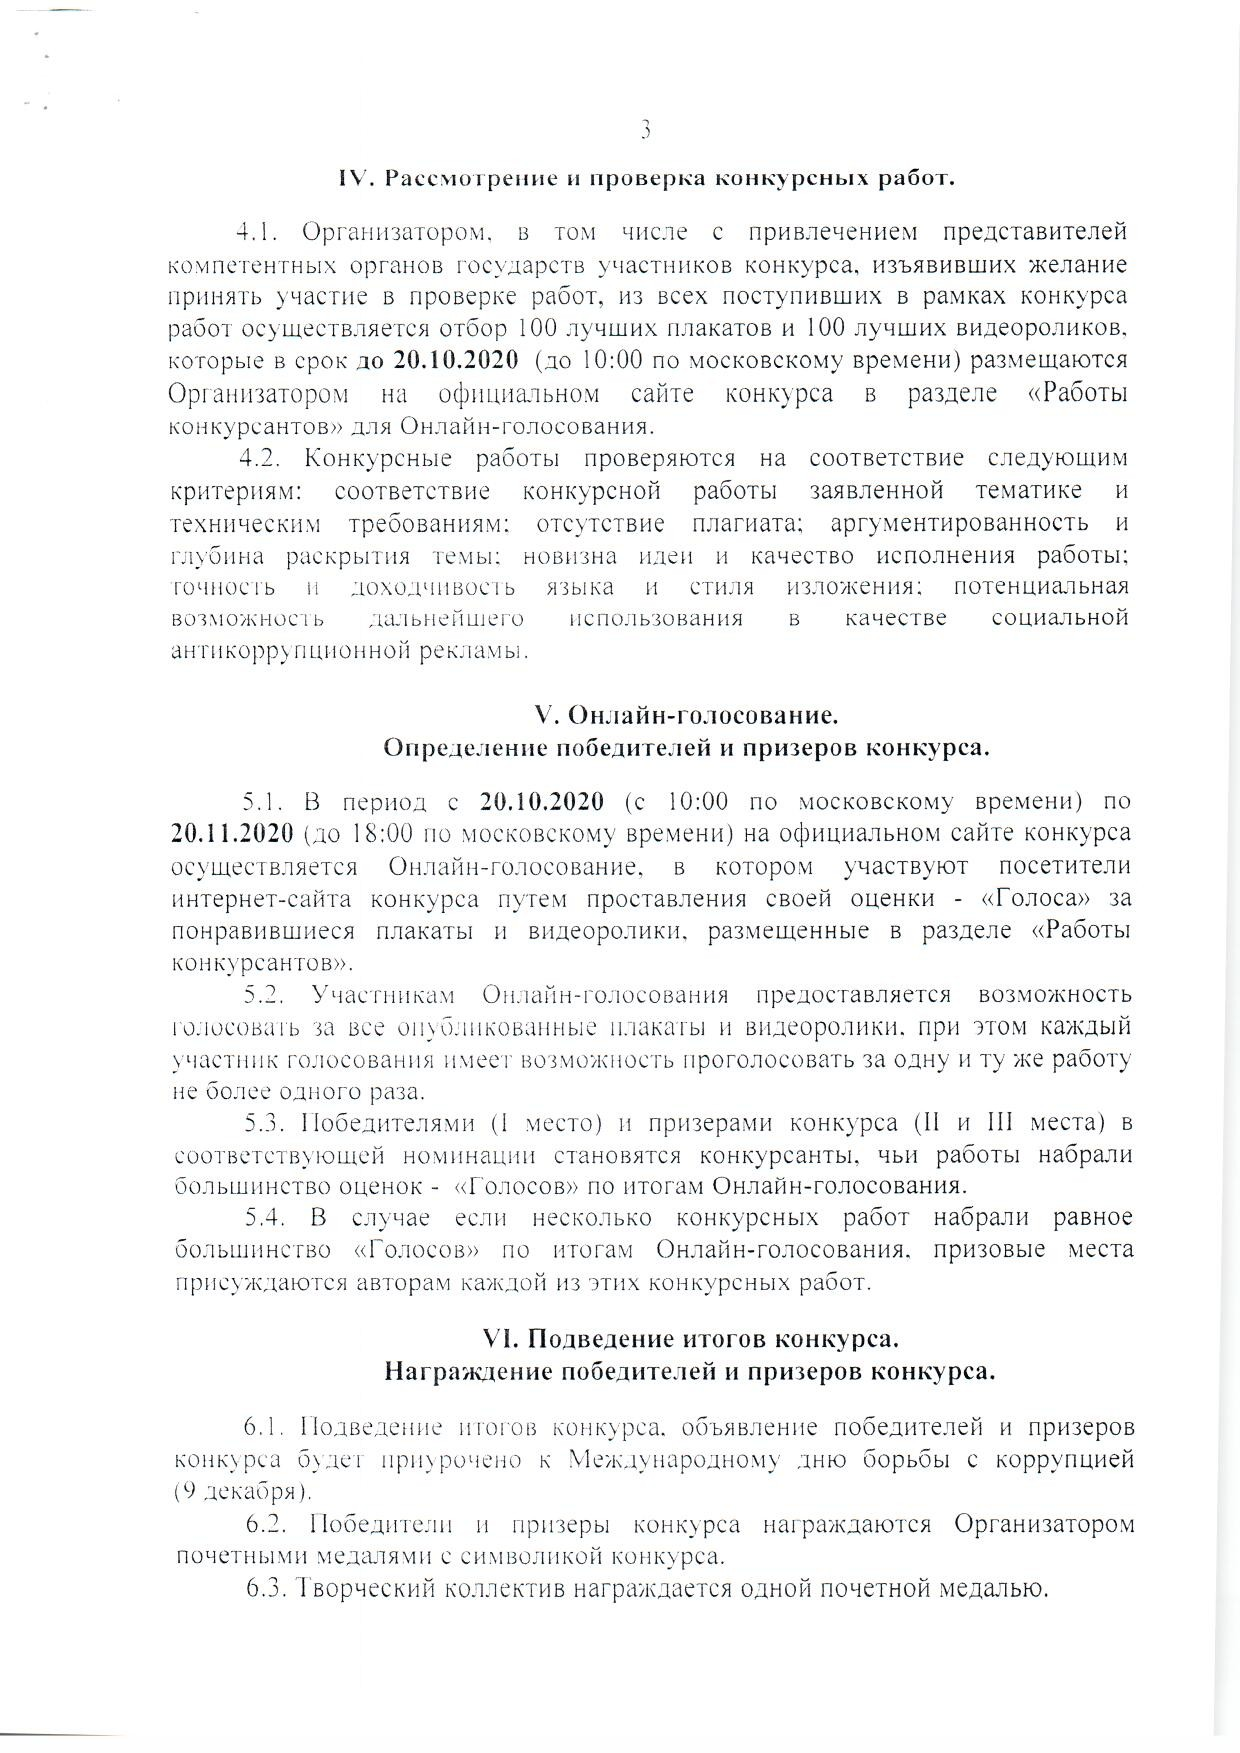 3
IV. Рассмотрение и проверка конкурсных работ.
4.1. Организатором, в том числе с привлечением представителей
компетентных органов государств участников конкурса, изъявивших желание
принять участие в проверке работ, из всех поступивших в рамках конкурса
работ осуществляется отбор 100 лучших плакатов и 100 лучших видеороликов,
которые в срок до 20.10.2020 (до 10:00 по московскому времени) размещаются
Организатором на официальном сайте конкурса в разделе «Работы
конкурсантов» для Онлайн-голосования.
4.2. Конкурсные работы проверяются на соответствие следующим
критериям: соответствие конкурсной работы заявленной тематике и
техническим требованиям; отсутствие плагиата; аргументированность и
глубина раскрытия темы; новизна идеи и качество исполнения работы;
точность и доходчивость языка и стиля изложения; потенциальная
возможность дальнейшего использования в качестве социальной
антикоррупционной рекламы.
V. Онлайн-голосование.
Определение победителей и призеров конкурса.
5.1. В период с 20.10.2020 (с 10:00 по московскому времени) по
20.11.2020 (до 18:00 по московскому времени) на официальном сайте конкурса
осуществляется Онлайн-голосование, в котором участвуют посетители
интернет-сайта конкурса путем проставления своей оценки - «Голоса» за
понравившиеся плакаты и видеоролики, размещенные в разделе «Работы
конкурсантов».
5.2. Участникам Онлайн-голосования предоставляется возможность
голосовать за все опубликованные плакаты и видеоролики, при этом каждый
участник голосования имеет возможность проголосовать за одну и ту же работу
не более одного раза.
5.3. Победителями (I место) и призерами конкурса (II и III места) в
соответствующей номинации становятся конкурсанты, чьи работы набрали
большинство оценок - «Голосов» по итогам Онлайн-голосования.
5.4. В случае если несколько конкурсных работ набрали равное
большинство «Голосов» по итогам Онлайн-голосования, призовые места
присуждаются авторам каждой из этих конкурсных работ.
VI. Подведение итогов конкурса.
Награждение победителей и призеров конкурса.
6.1. Подведение итогов конкурса, объявление победителей и призеров
конкурса будет приурочено к Международному дню борьбы с коррупцией
(9 декабря).
6.2. Победители и призеры конкурса награждаются Организатором
почетными медалями с символикой конкурса.
6.3. Творческий коллектив награждается одной почетной медалью.